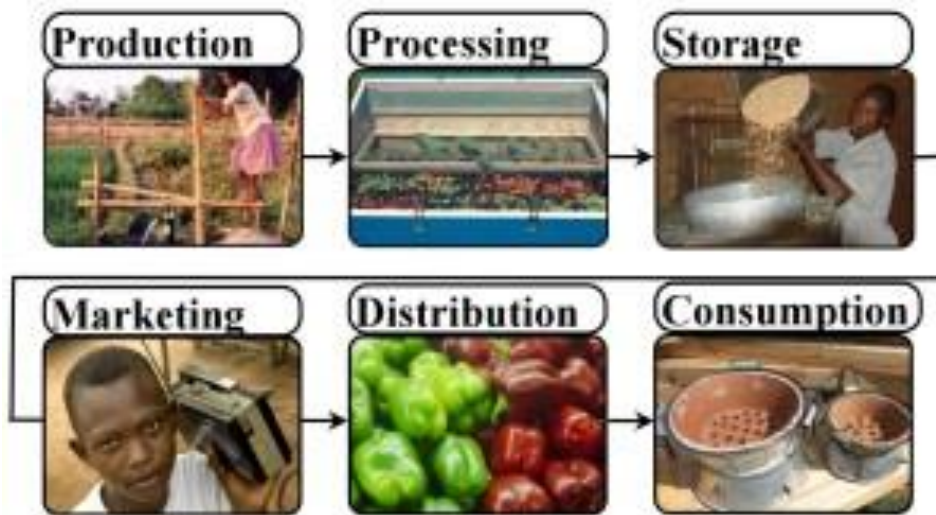 Production
Processing
Storage
Marketing
Distribution
Consumption